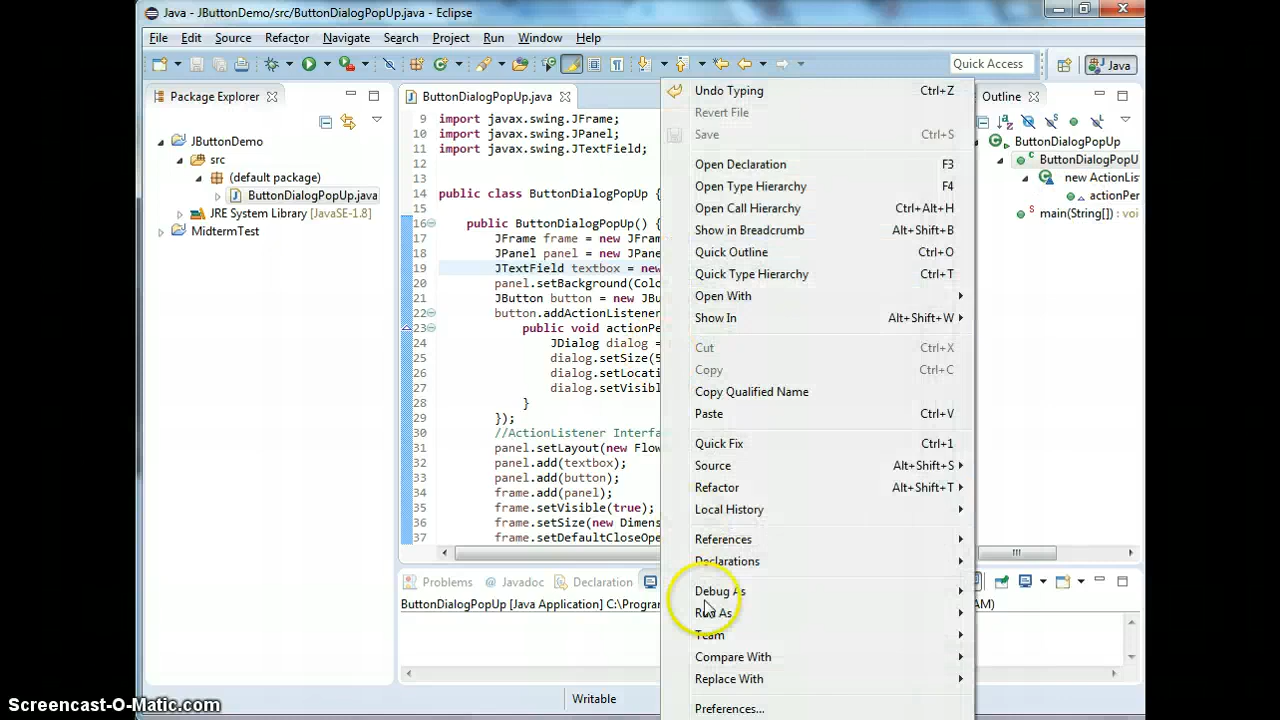 Java - JButtonDemo/src/ButtonDialogPopUp.java - Eclipse
File Edit Source Refactor Navigate Search Project Run Window Help
Quick Access
Java
Package Explorer
JButtonDemo
src
(default package)
ButtonDialogPopUp.java
JRE System Library [JavaSE-1.8]
MidtermTest
ButtonDialogPopUp.java
9 import javax.swing.JFrame;
10 import javax.swing.JPanel;
11 import javax.swing.JTextField;
12
13
14 public class ButtonDialogPopUp {
15
16 public ButtonDialogPopUp() {
17 JFrame frame = new JFram
18 JPanel panel = new JPane
19 JTextField textbox = new
20 panel.setBackground(Colo
21 JButton button = new JBu
22 button.addActionListener
23 public void actionPe
24 JDialog dialog =
25 dialog.setSize(5
26 dialog.setLocati
27 dialog.setVisibl
28 }
29 });
30 //ActionListener Interfa
31 panel.setLayout(new Flow
32 panel.add(textbox);
33 panel.add(button);
34 frame.add(panel);
35 frame.setVisible(true);
36 frame.setSize(new Dimens
37 frame.setDefaultCloseOpe
Undo Typing Ctrl+Z
Revert File
Save Ctrl+S
Open Declaration F3
Open Type Hierarchy F4
Open Call Hierarchy Ctrl+Alt+H
Show in Breadcrumb Alt+Shift+B
Quick Outline Ctrl+O
Quick Type Hierarchy Ctrl+T
Open With
Show In Alt+Shift+W
Cut Ctrl+X
Copy Ctrl+C
Copy Qualified Name
Paste Ctrl+V
Quick Fix Ctrl+1
Source Alt+Shift+S
Refactor Alt+Shift+T
Local History
References
Declarations
Debug As
Run As
Team
Compare With
Replace With
Preferences...
Outline
ButtonDialogPopUp
ButtonDialogPopU
new ActionLis
actionPer
main(String[]) : voi
Problems @ Javadoc Declaration
ButtonDialogPopUp [Java Application] C:\Program
AM)
Writable
Screencast-O-Matic.com